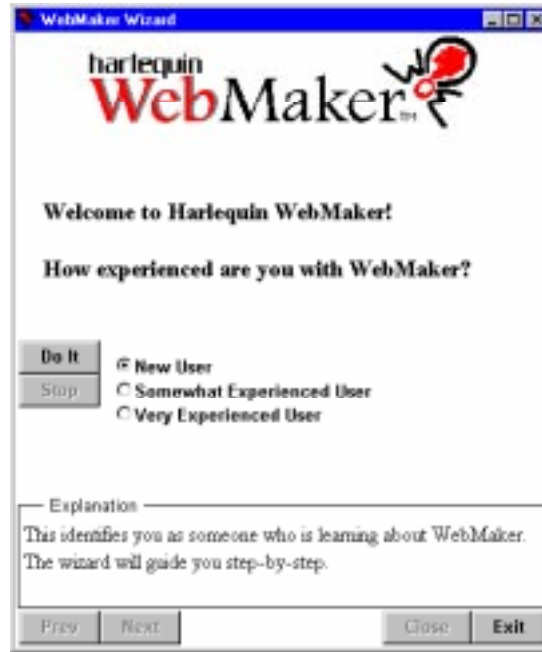 WebMaker Wizard
harlequin
WebMaker™
Welcome to Harlequin WebMaker!
How experienced are you with WebMaker?
Do It
Stop
New User
Somewhat Experienced User
Very Experienced User
Explanation
This identifies you as someone who is learning about WebMaker.
The wizard will guide you step-by-step.
Prev Next Close Exit